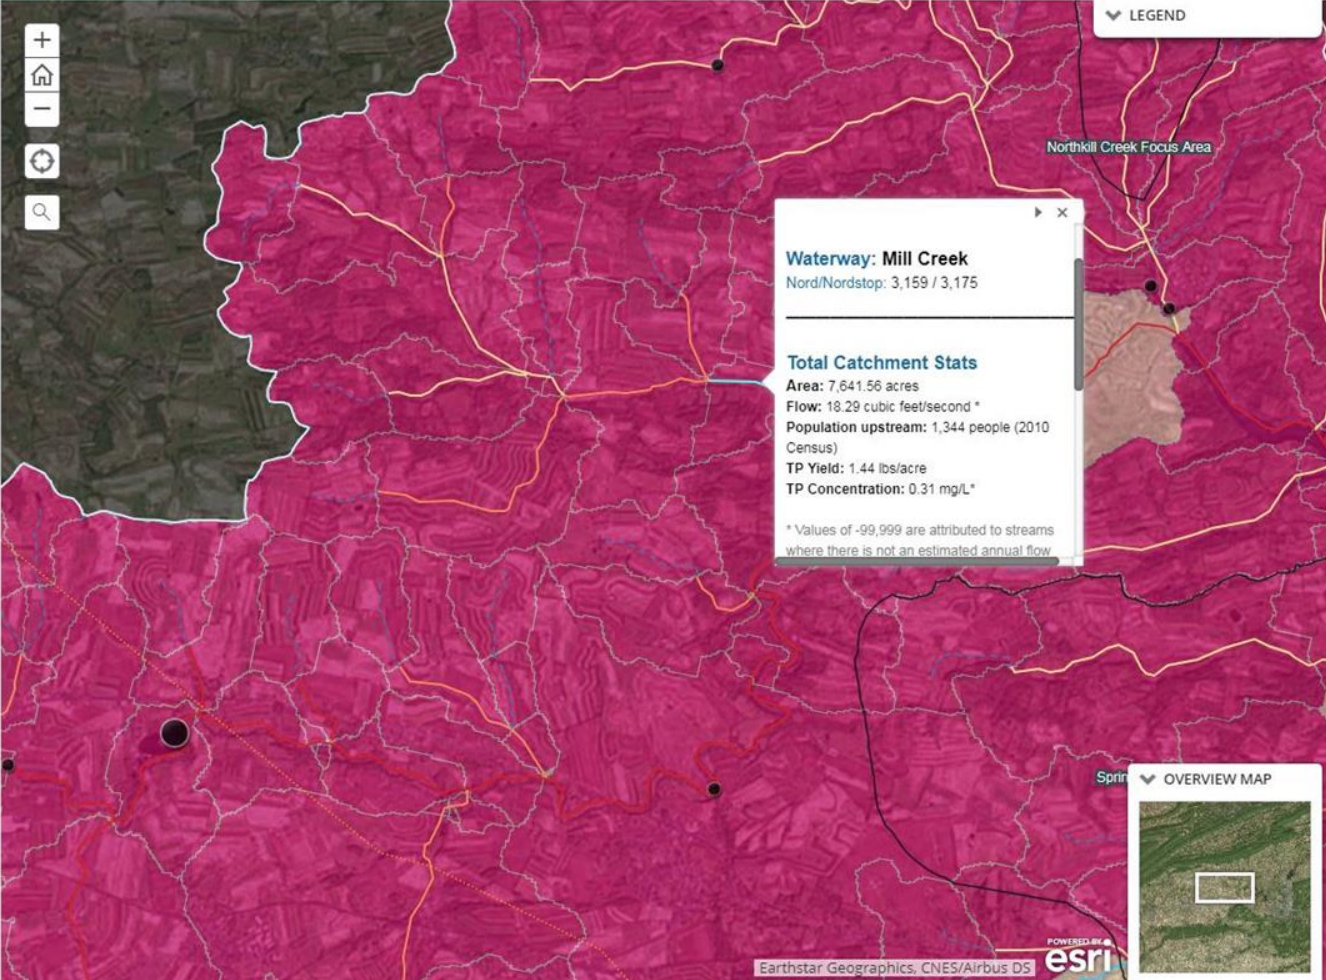 LEGEND
Northkill Creek Focus Area
Waterway: Mill Creek
Nord/Nordstop: 3,159 / 3,175
Total Catchment Stats
Area: 7,641.56 acres
Flow: 18.29 cubic feet/second *
Population upstream: 1,344 people (2010
Census)
TP Yield: 1.44 lbs/acre
TP Concentration: 0.31 mg/L*
* Values of -99,999 are attributed to streams
where there is not an estimated annual flow
Sprin
OVERVIEW MAP
POWERED BY
esri
Earthstar Geographics, CNES/Airbus DS